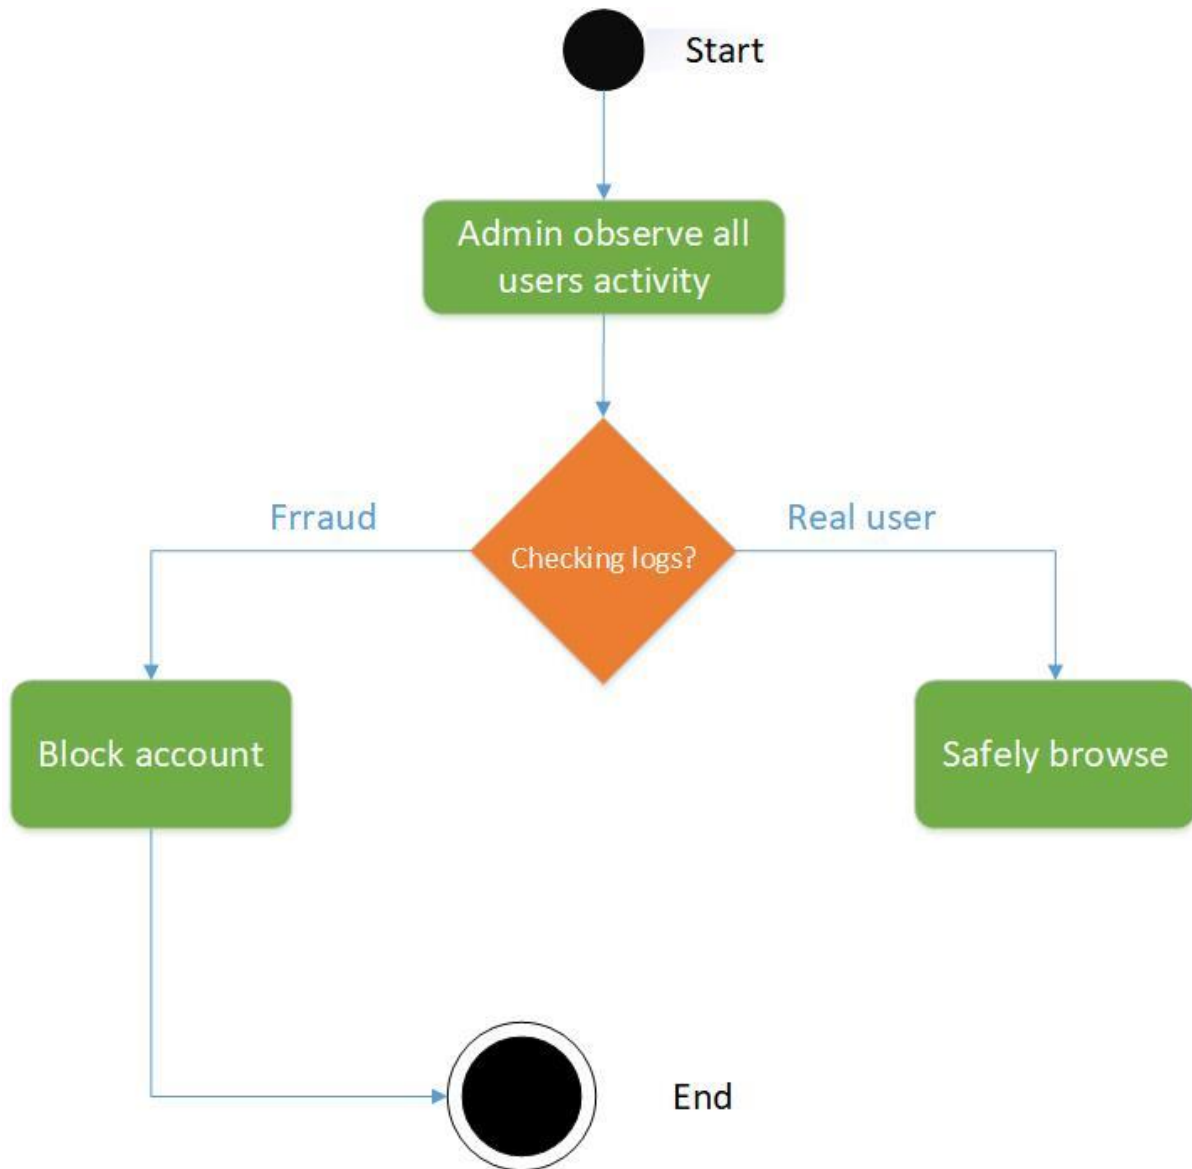 Start
Admin observe all
users activity
Frraud
Real user
Checking logs?
Block account
Safely browse
End